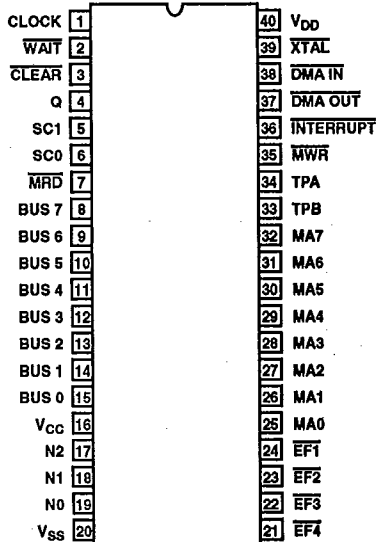 CLOCK 1 40 VDD
WAIT 2 39 XTAL
CLEAR 3 38 DMA IN
Q 4 37 DMA OUT
SC1 5 36 INTERRUPT
SC0 6 35 MWR
MRD 7 34 TPA
BUS 7 8 33 TPB
BUS 6 9 32 MA7
BUS 5 10 31 MA6
BUS 4 11 30 MA5
BUS 3 12 29 MA4
BUS 2 13 28 MA3
BUS 1 14 27 MA2
BUS 0 15 26 MA1
VCC 16 25 MA0
N2 17 24 EF1
N1 18 23 EF2
N0 19 22 EF3
VSS 20 21 EF4